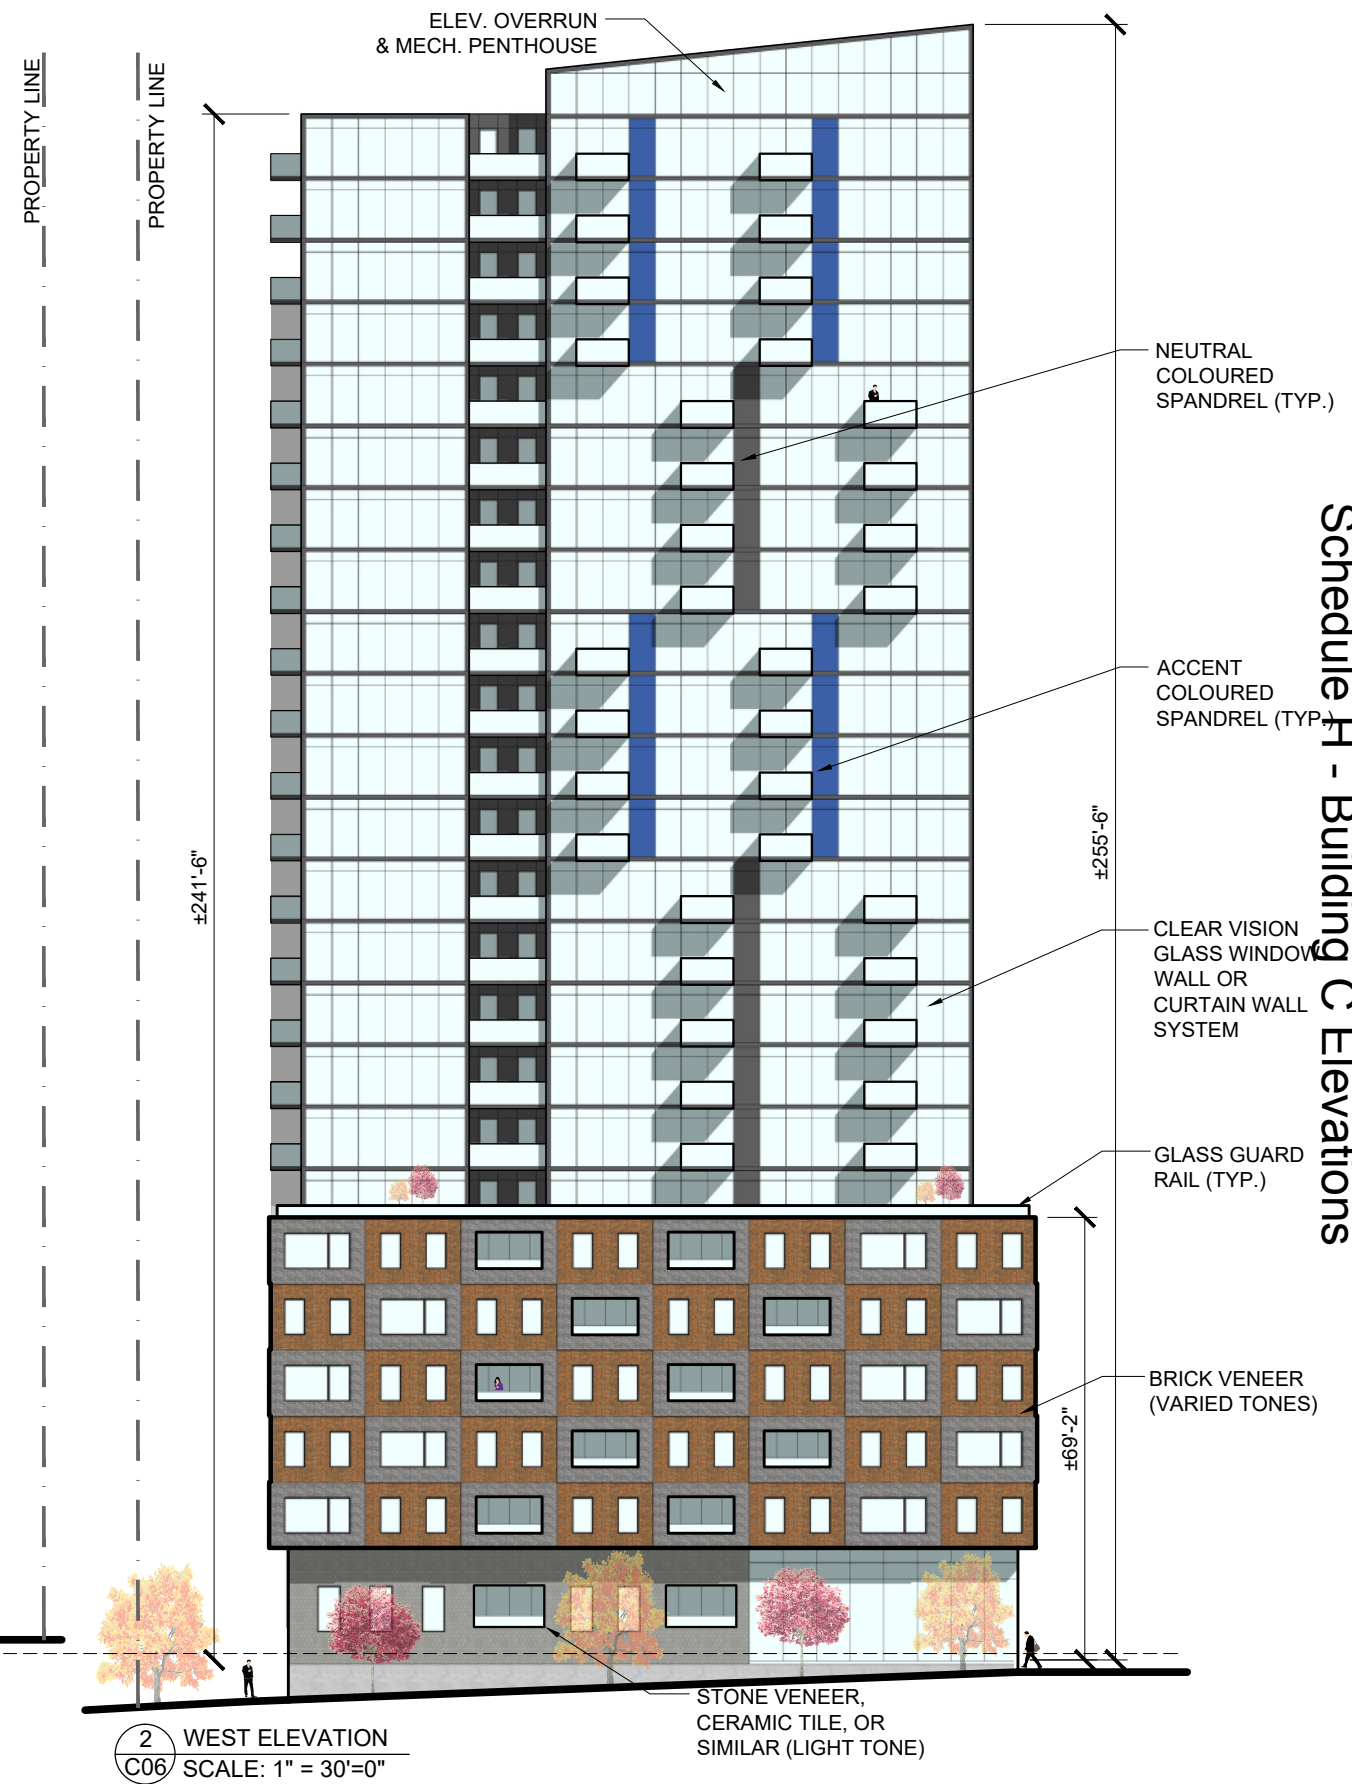 ELEV. OVERRUN
& MECH. PENTHOUSE
PROPERTY LINE
PROPERTY LINE
NEUTRAL
COLOURED
SPANDREL (TYP.)
ACCENT
COLOURED
SPANDREL (TYP.)
±241'-6"
±255'-6"
CLEAR VISION
GLASS WINDOW
WALL OR
CURTAIN WALL
SYSTEM
GLASS GUARD
RAIL (TYP.)
BRICK VENEER
(VARIED TONES)
±69'-2"
STONE VENEER,
CERAMIC TILE, OR
SIMILAR (LIGHT TONE)
2
C06
WEST ELEVATION
SCALE: 1" = 30'=0"
Schedule H - Building C Elevations